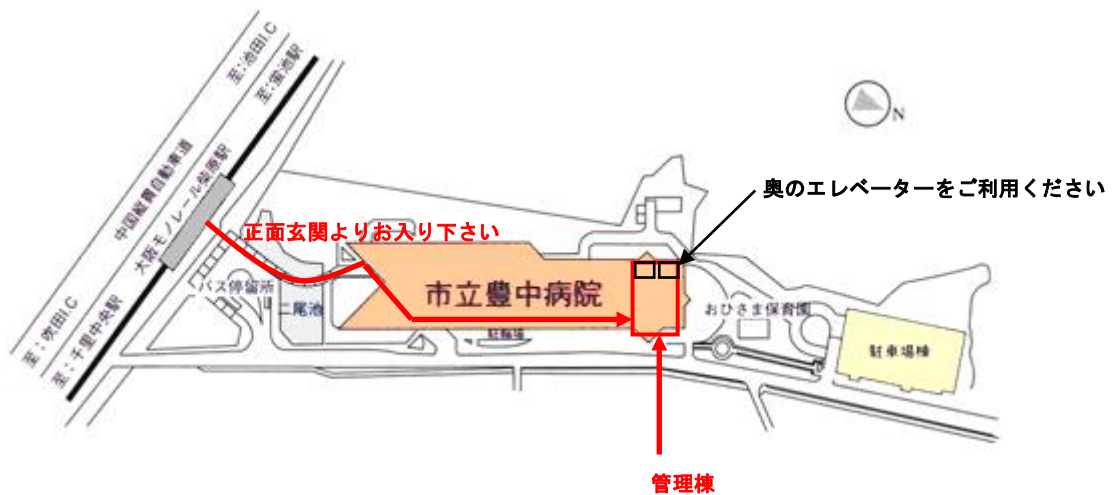 至：池田I.C
至：蛍池駅
中国縦貫自動車道
大阪モノレール柴原駅
至：吹田I.C
至：千里中央駅
N
奥のエレベーターをご利用ください
正面玄関よりお入り下さい
バス停留所
二尾池
市立豊中病院
駐輪場
おひさま保育園
駐車場棟
管理棟